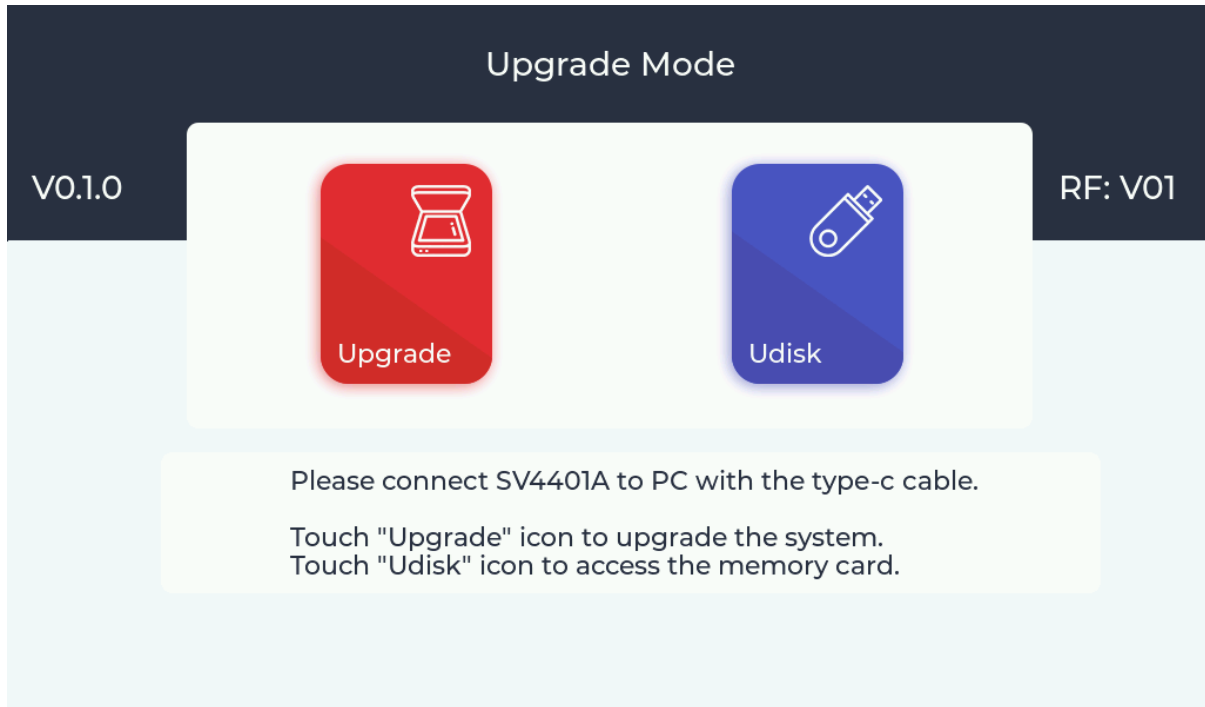 Upgrade Mode
V0.1.0
RF: V01
Upgrade
Udisk
Please connect SV4401A to PC with the type-c cable.
Touch "Upgrade" icon to upgrade the system.
Touch "Udisk" icon to access the memory card.